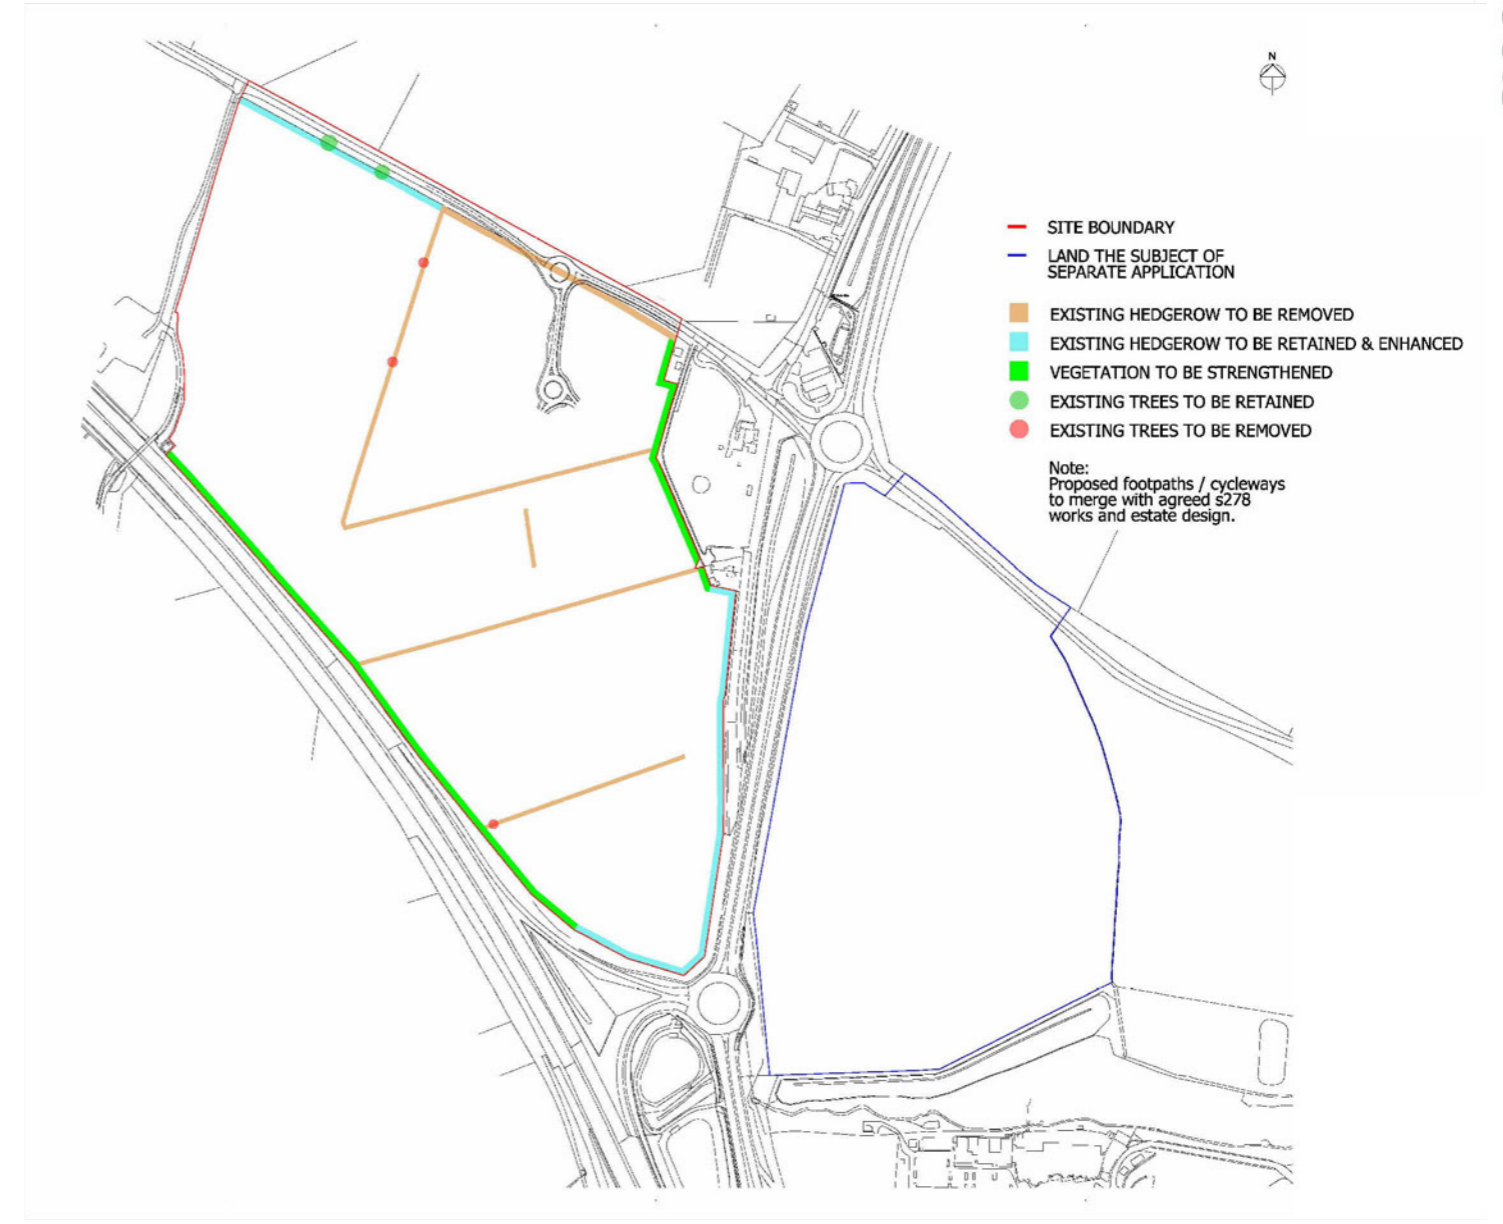 N
SITE BOUNDARY
LAND THE SUBJECT OF
SEPARATE APPLICATION
EXISTING HEDGEROW TO BE REMOVED
EXISTING HEDGEROW TO BE RETAINED & ENHANCED
VEGETATION TO BE STRENGTHENED
EXISTING TREES TO BE RETAINED
EXISTING TREES TO BE REMOVED
Note:
Proposed footpaths / cycleways
to merge with agreed s278
works and estate design.